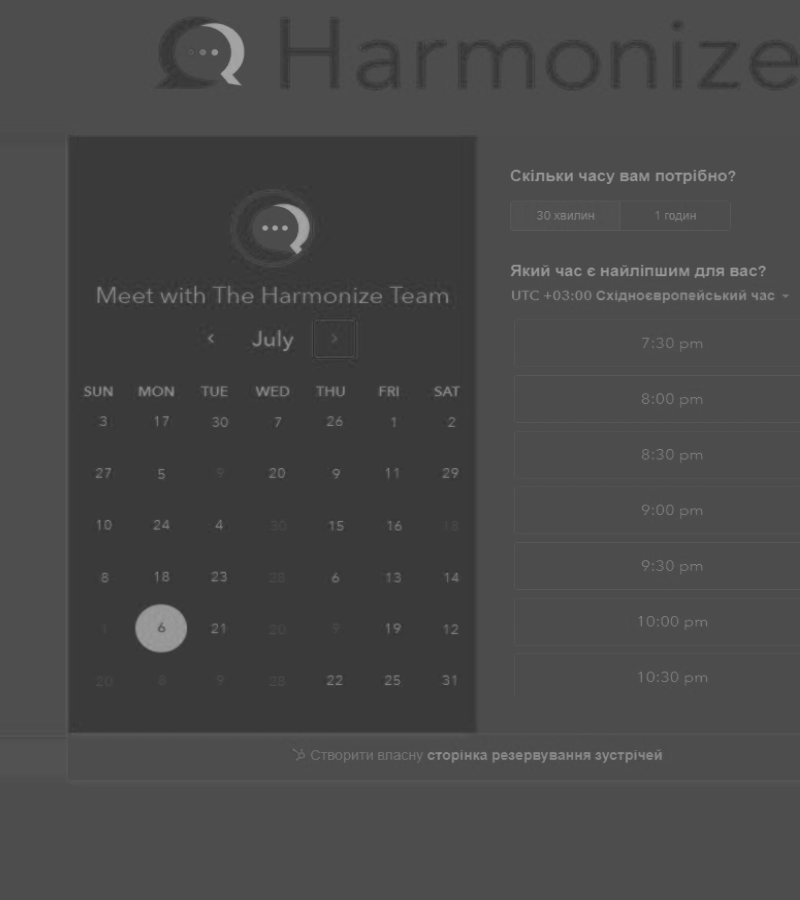 Harmonize
Meet with The Harmonize Team
July
SUN MON TUE WED THU FRI SAT
3 17 30 7 26 1 2
27 5 9 20 9 11 29
10 24 4 30 15 16 18
8 18 23 28 6 13 14
1 6 21 20 9 19 12
20 8 9 28 22 25 31
Скільки часу вам потрібно?
30 хвилин 1 годин
Який час є найліпшим для вас?
UTC +03:00 Східноєвропейський час
7:30 pm
8:00 pm
8:30 pm
9:00 pm
9:30 pm
10:00 pm
10:30 pm
Створити власну сторінка резервування зустрічей